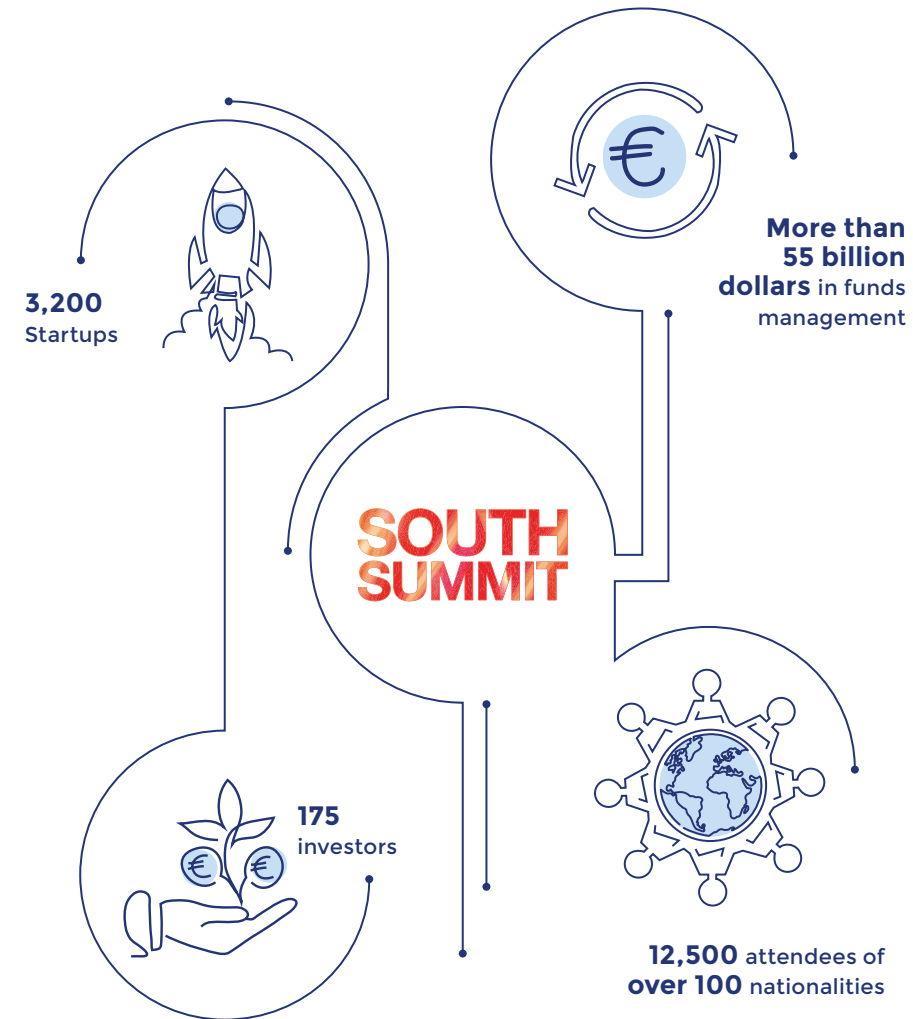 More than
55 billion
dollars in funds
management
3,200
Startups
SOUTH
SUMMIT
175
investors
€
€
€
12,500 attendees of
over 100 nationalities